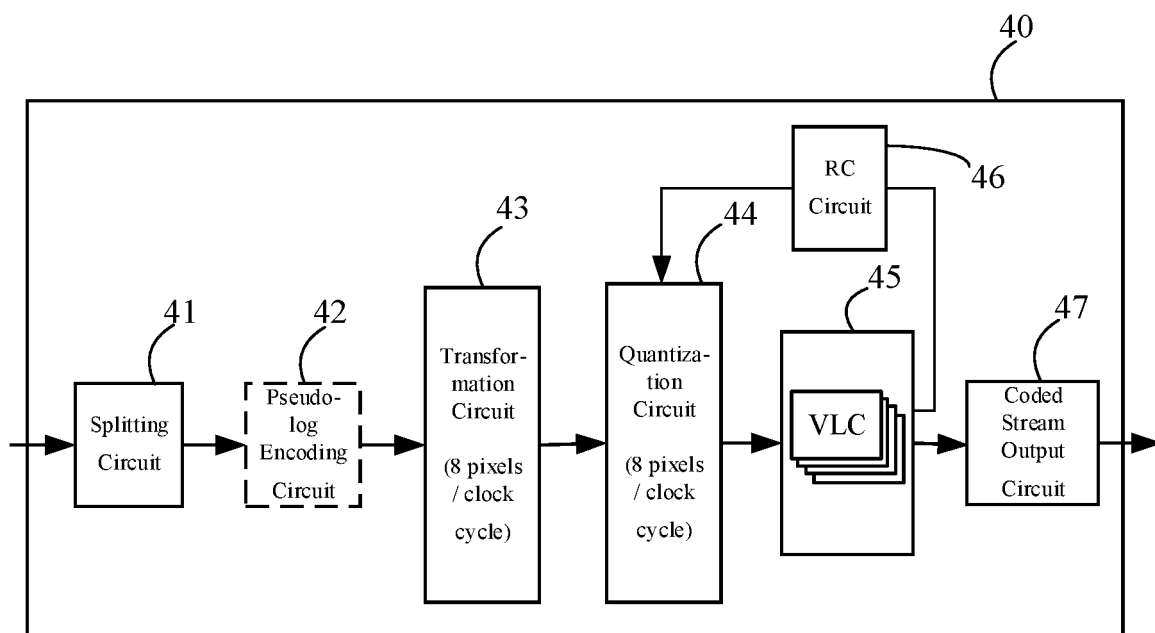 40
RC
Circuit
46
43
44
45
41
42
47
Splitting
Circuit
Pseudo-
log
Encoding
Circuit
Transfor-
mation
Circuit
(8 pixels
/ clock
cycle)
Quantiza-
tion
Circuit
(8 pixels
/ clock
cycle)
VLC
Coded
Stream
Output
Circuit